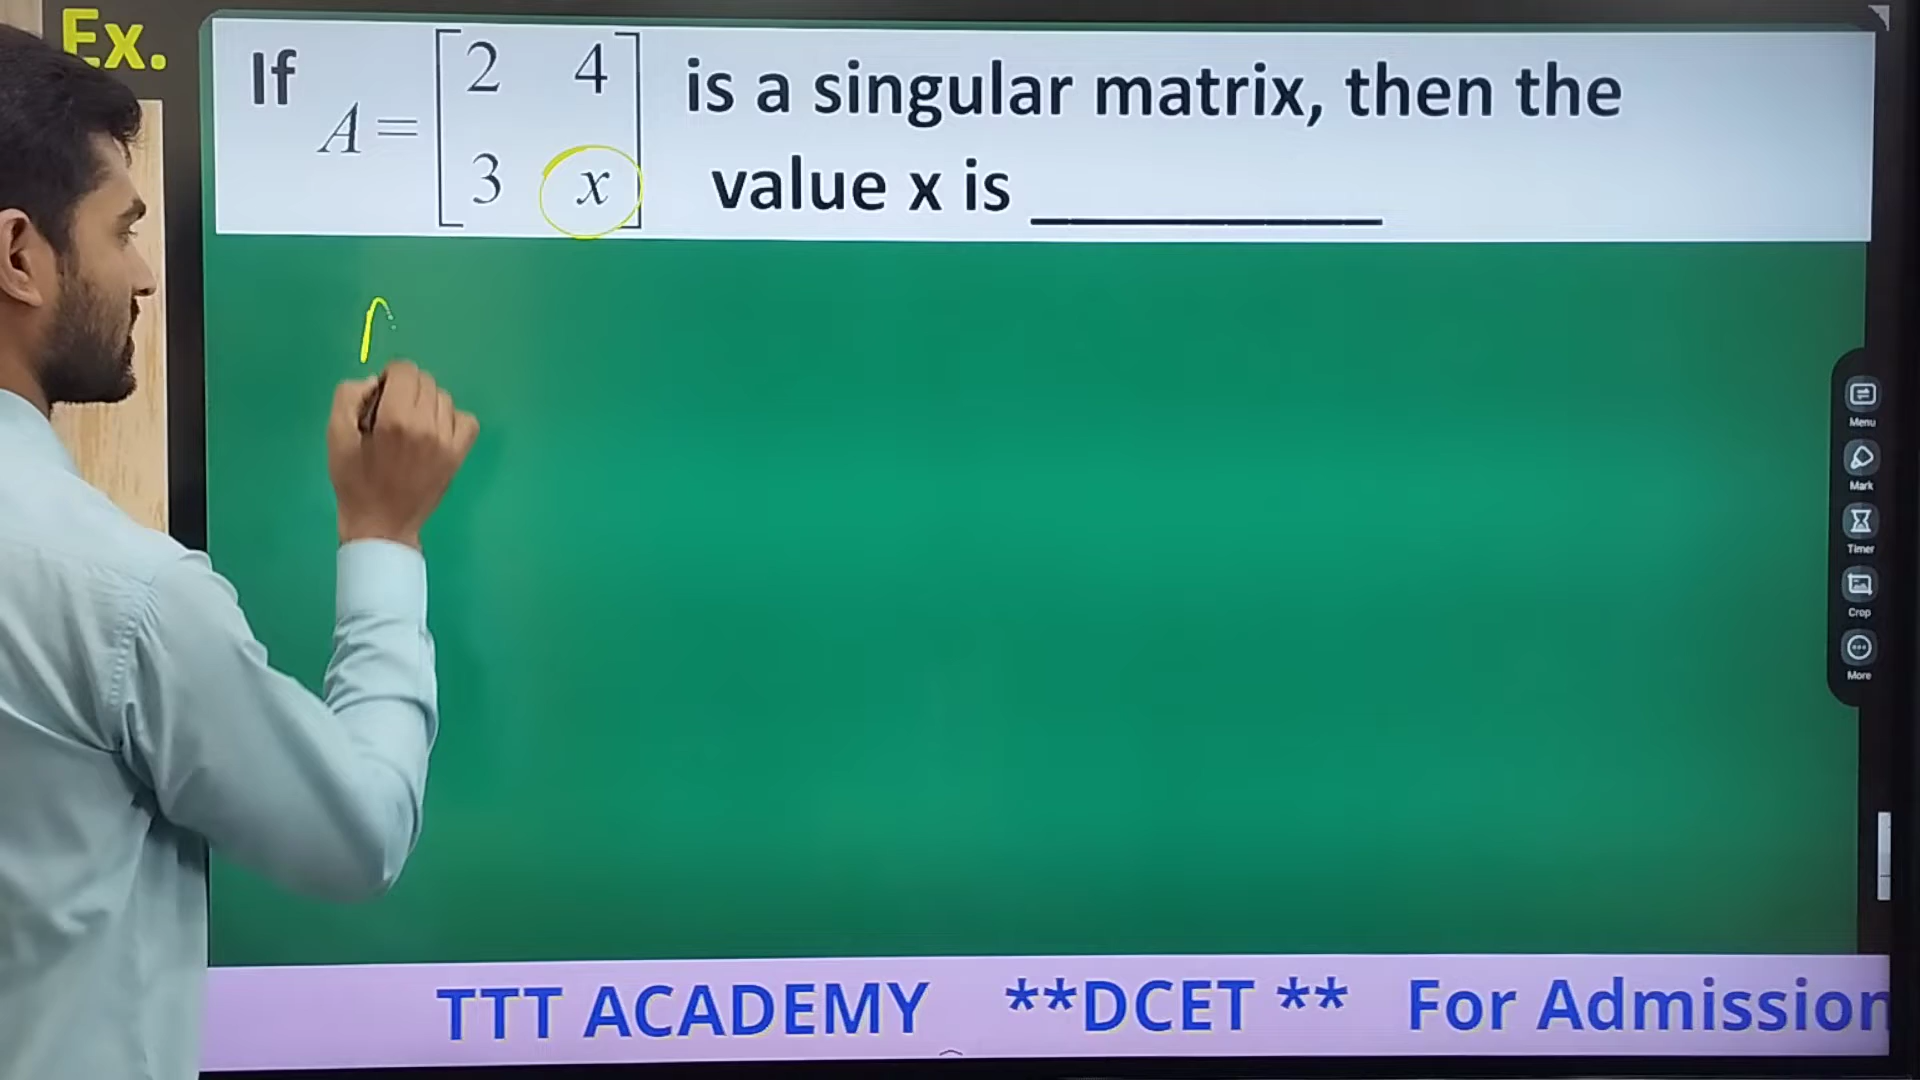 Ex.
If A = [ 2 4 ] is a singular matrix, then the
[ 3 x ] value x is __________
Menu
Mark
Timer
Crop
More
TTT ACADEMY **DCET ** For Admission